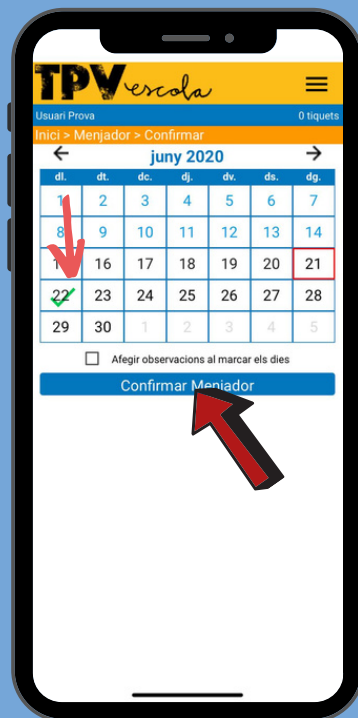 TPV escola
Usuari Prova 0 tiquets
Inici > Menjador > Confirmar
juny 2020
dl. dt. dc. dj. dv. ds. dg.
1 2 3 4 5 6 7
8 9 10 11 12 13 14
16 17 18 19 20 21
22 23 24 25 26 27 28
29 30 1 2 3 4 5
Afegir observacions al marcar els dies
Confirmar Menjador